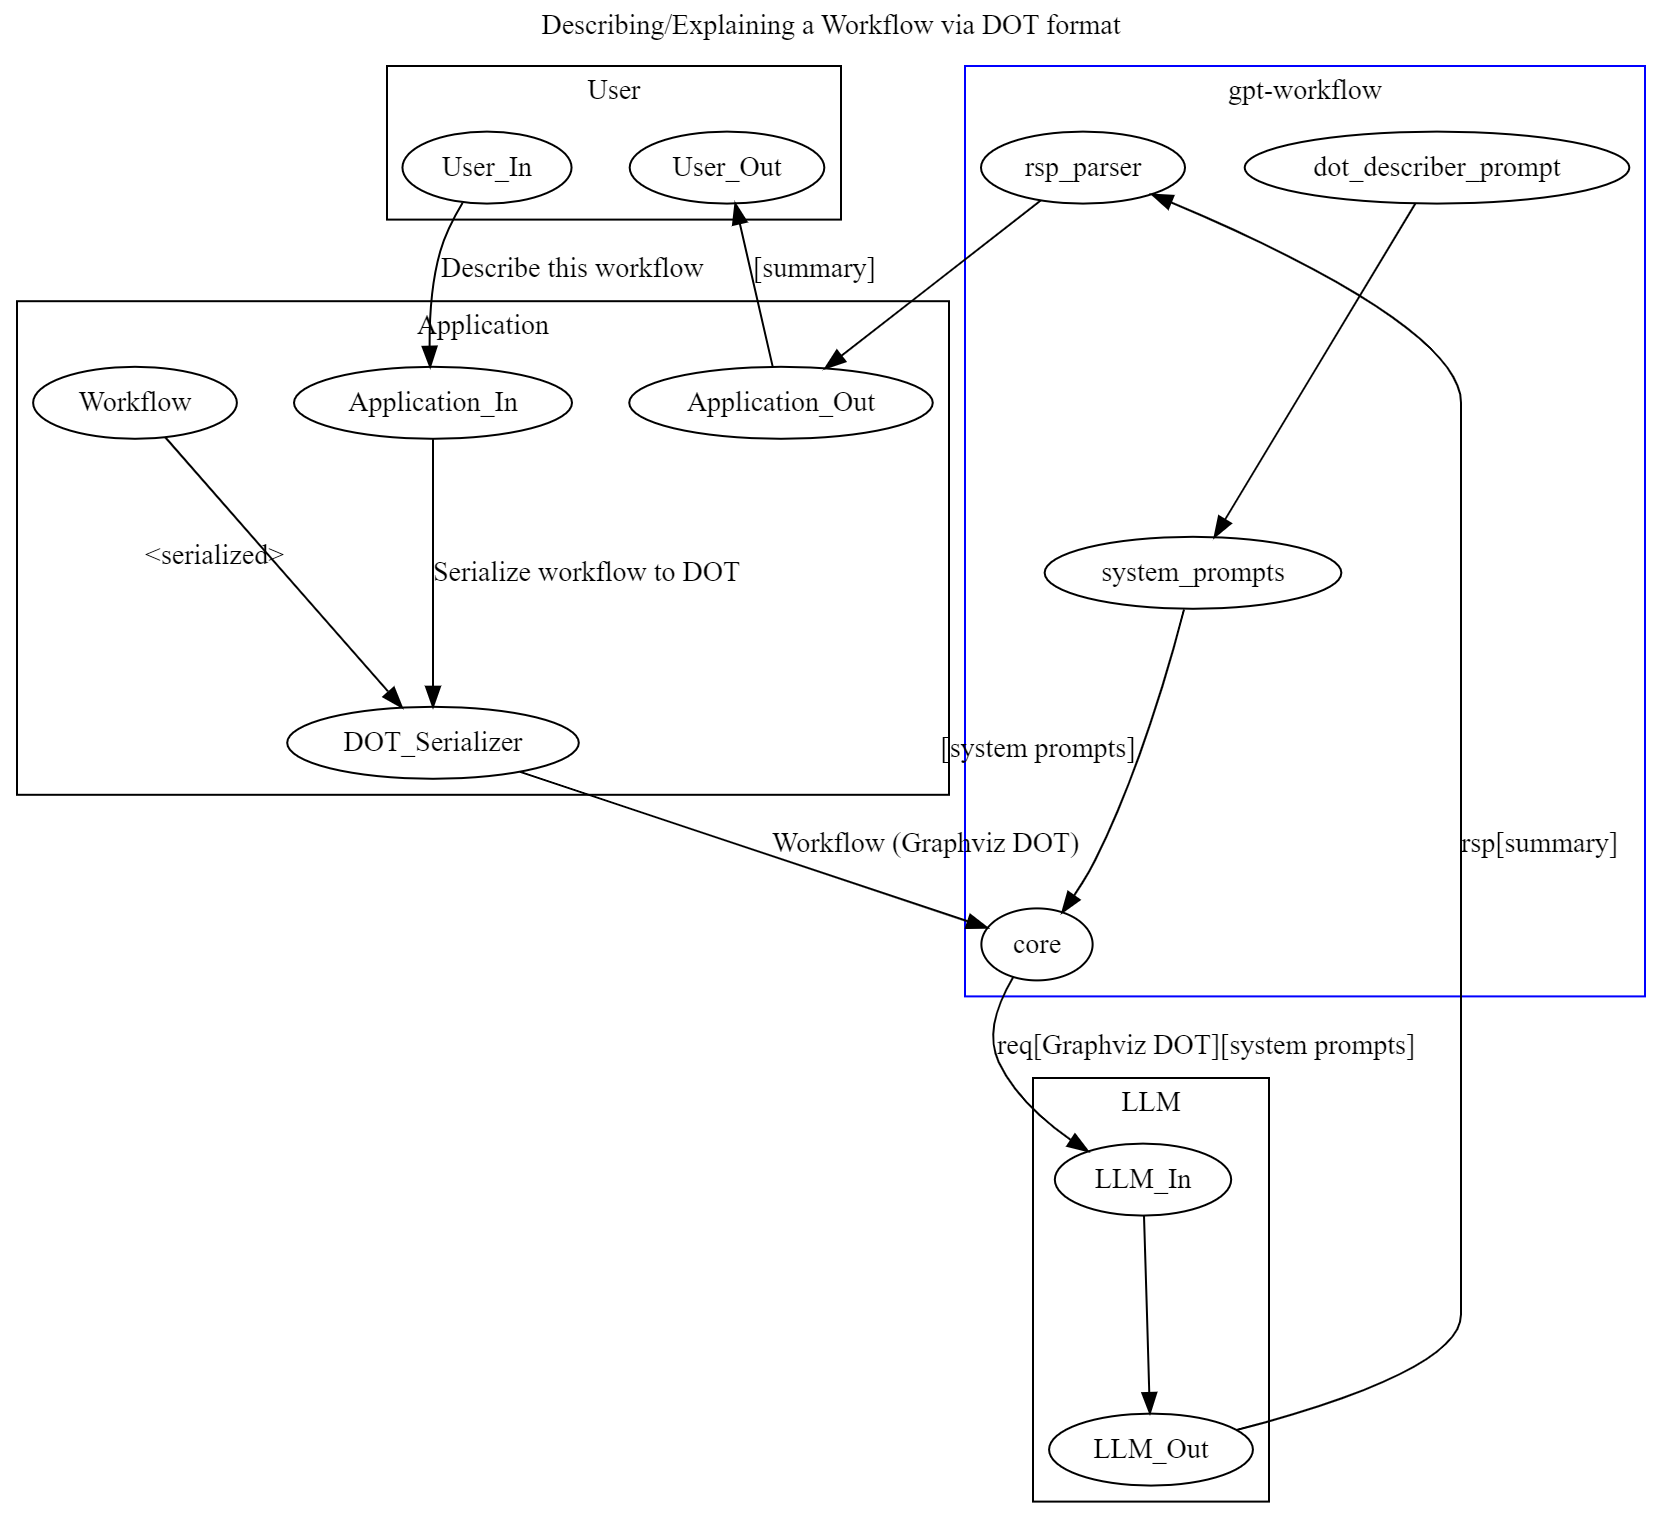 Describing/Explaining a Workflow via DOT format
User
gpt-workflow
User_In
User_Out
rsp_parser
dot_describer_prompt
Describe this workflow
[summary]
Application
Workflow
Application_In
Application_Out
<serialized>
Serialize workflow to DOT
system_prompts
DOT_Serializer
[system prompts]
Workflow (Graphviz DOT)
rsp[summary]
core
req[Graphviz DOT][system prompts]
LLM
LLM_In
LLM_Out